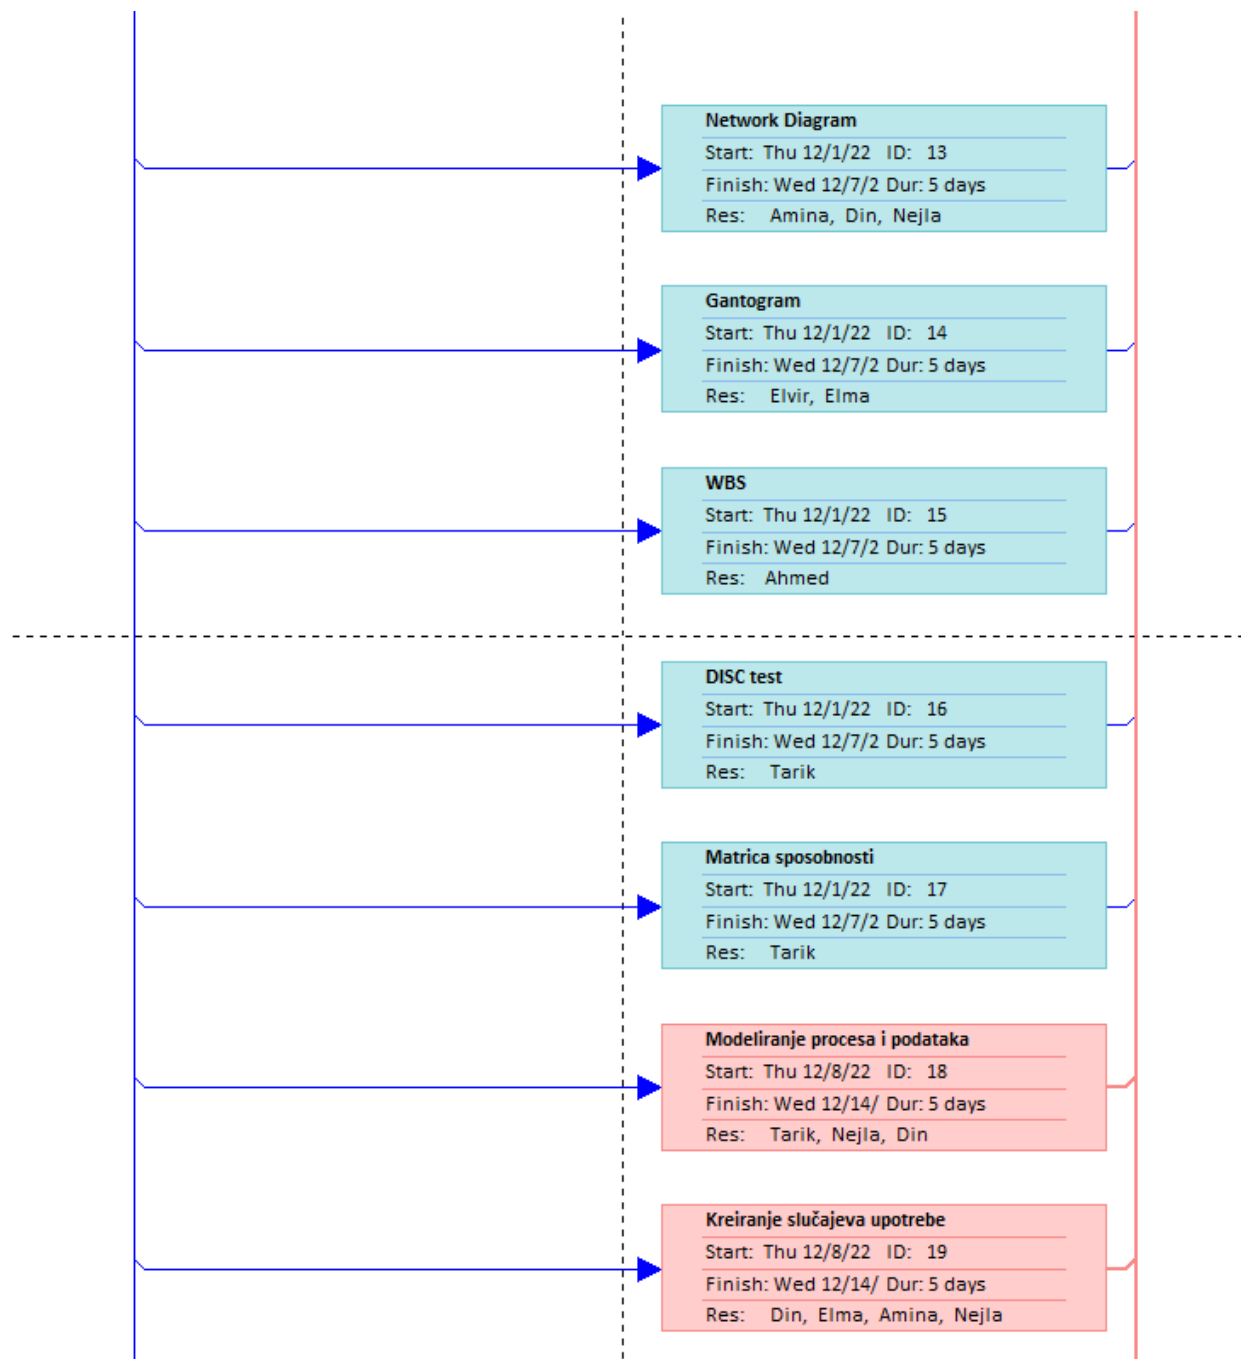 Network Diagram
Start: Thu 12/1/22 ID: 13
Finish: Wed 12/7/2 Dur: 5 days
Res: Amina, Din, Nejla
Gantogram
Start: Thu 12/1/22 ID: 14
Finish: Wed 12/7/2 Dur: 5 days
Res: Elvir, Elma
WBS
Start: Thu 12/1/22 ID: 15
Finish: Wed 12/7/2 Dur: 5 days
Res: Ahmed
DISC test
Start: Thu 12/1/22 ID: 16
Finish: Wed 12/7/2 Dur: 5 days
Res: Tarik
Matrica sposobnosti
Start: Thu 12/1/22 ID: 17
Finish: Wed 12/7/2 Dur: 5 days
Res: Tarik
Modeliranje procesa i podataka
Start: Thu 12/8/22 ID: 18
Finish: Wed 12/14/ Dur: 5 days
Res: Tarik, Nejla, Din
Kreiranje slučajeva upotrebe
Start: Thu 12/8/22 ID: 19
Finish: Wed 12/14/ Dur: 5 days
Res: Din, Elma, Amina, Nejla